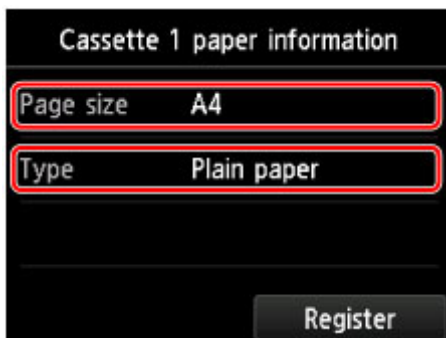 Cassette 1 paper information
Page size A4
Type Plain paper
Register